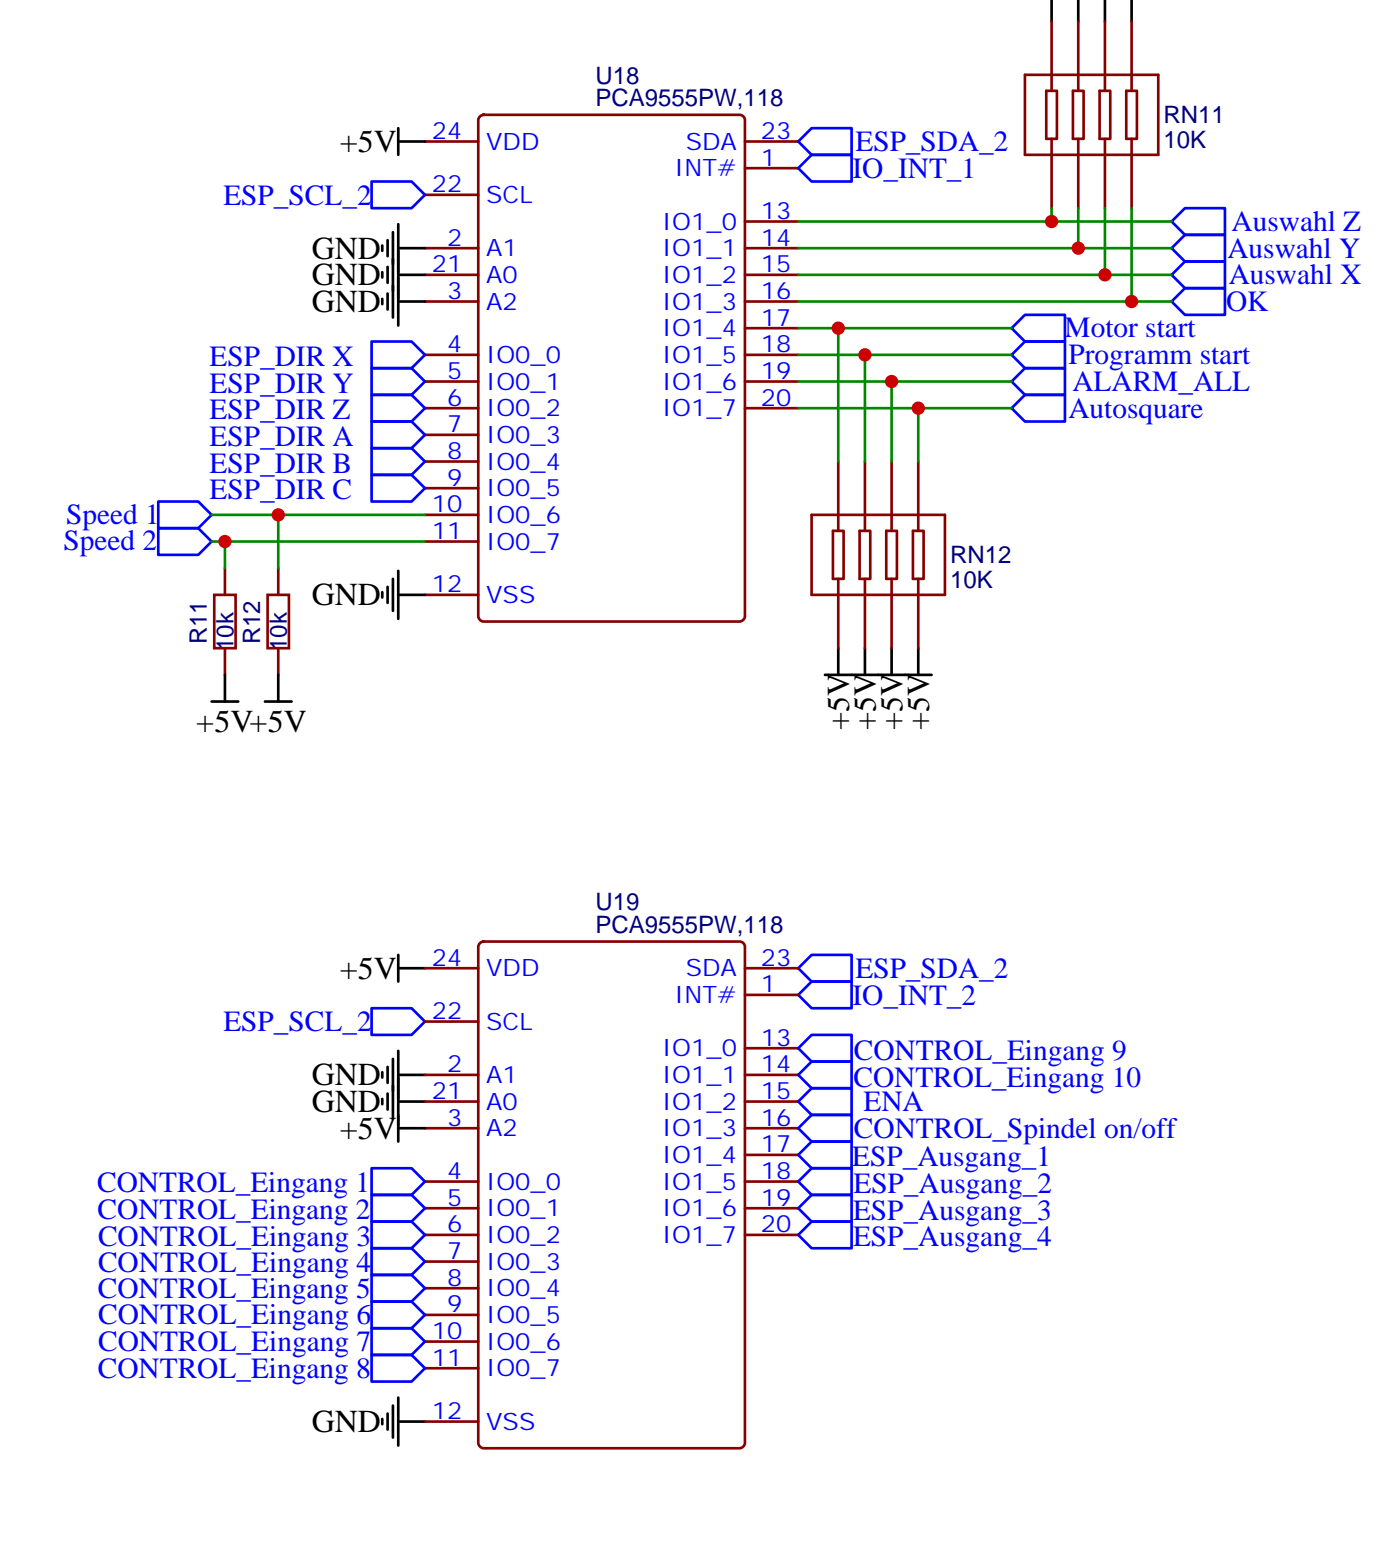 U18
PCA9555PW,118
RN11
10K
+5V 24 VDD SDA 23 ESP_SDA_2
INT# 1 IO_INT_1
ESP_SCL_2 22 SCL
IO1_0 13 Auswahl Z
GND 2 A1 IO1_1 14 Auswahl Y
GND 21 A0 IO1_2 15 Auswahl X
GND 3 A2 IO1_3 16 OK
IO1_4 17 Motor start
ESP_DIR X 4 IO0_0 IO1_5 18 Programm start
ESP_DIR Y 5 IO0_1 IO1_6 19 ALARM_ALL
ESP_DIR Z 6 IO0_2 IO1_7 20 Autosquare
ESP_DIR A 7 IO0_3
ESP_DIR B 8 IO0_4
ESP_DIR C 9 IO0_5
Speed 1 10 IO0_6
Speed 2 11 IO0_7
RN12
10K
GND 12 VSS
R11 10k R12 10k
+5V +5V
+5V +5V +5V +5V
U19
PCA9555PW,118
+5V 24 VDD SDA 23 ESP_SDA_2
INT# 1 IO_INT_2
ESP_SCL_2 22 SCL
IO1_0 13 CONTROL_Eingang 9
GND 2 A1 IO1_1 14 CONTROL_Eingang 10
GND 21 A0 IO1_2 15 ENA
+5V 3 A2 IO1_3 16 CONTROL_Spindel on/off
IO1_4 17 ESP_Ausgang_1
CONTROL_Eingang 1 4 IO0_0 IO1_5 18 ESP_Ausgang_2
CONTROL_Eingang 2 5 IO0_1 IO1_6 19 ESP_Ausgang_3
CONTROL_Eingang 3 6 IO0_2 IO1_7 20 ESP_Ausgang_4
CONTROL_Eingang 4 7 IO0_3
CONTROL_Eingang 5 8 IO0_4
CONTROL_Eingang 6 9 IO0_5
CONTROL_Eingang 7 10 IO0_6
CONTROL_Eingang 8 11 IO0_7
GND 12 VSS